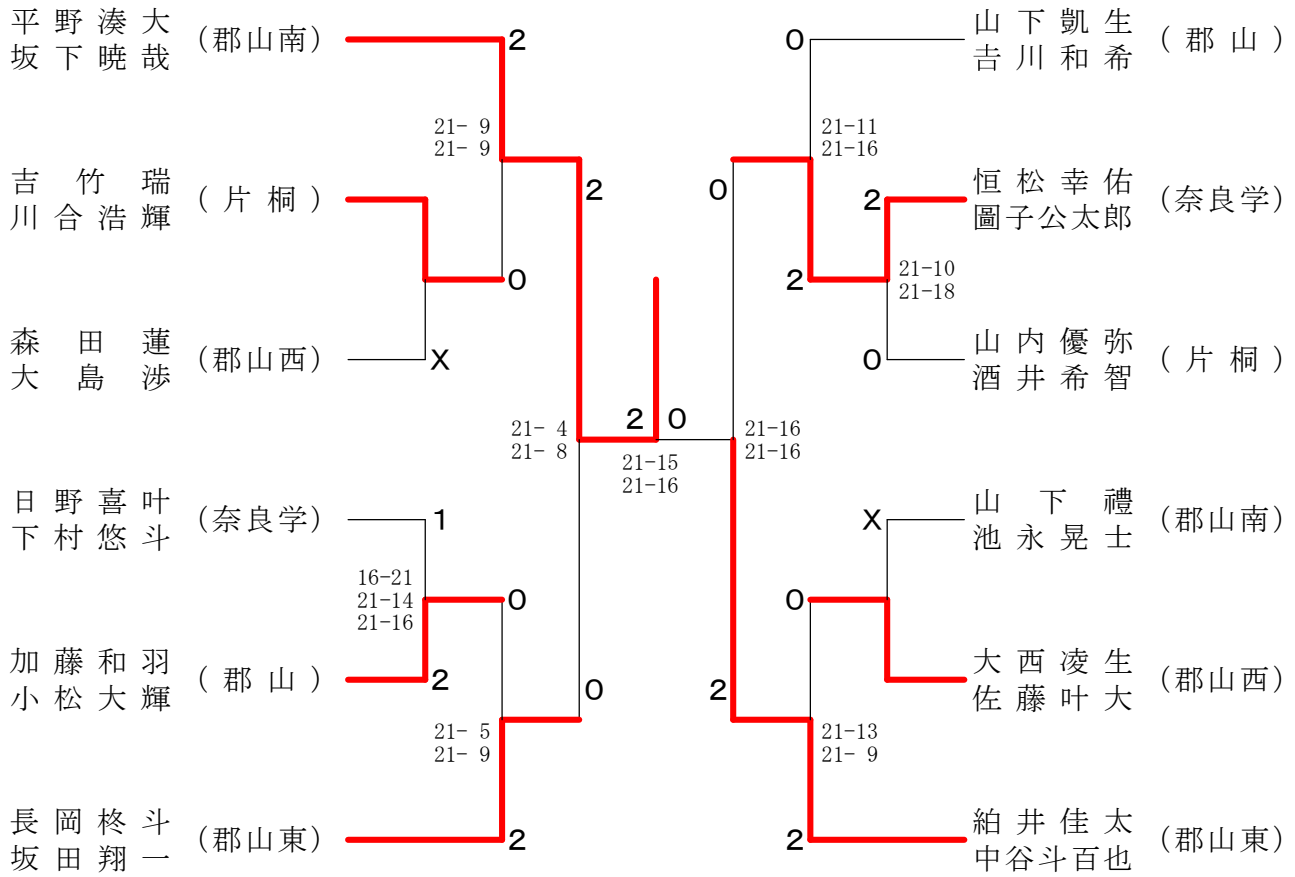 平野湊大
坂下暁哉
(郡山南)
2
21- 9
21- 9
吉竹瑞
川合浩輝
(片桐)
0
森田蓮
大島渉
(郡山西)
X
2
21- 4
21- 8
日野喜叶
下村悠斗
(奈良学)
1
16-21
21-14
21-16
0
加藤和羽
小松大輝
(郡山)
2
21- 5
21- 9
0
長岡柊斗
坂田翔一
(郡山東)
2
2 0
21-15
21-16
0
山下凱生
吉川和希
(郡山)
21-11
21-16
0
2
恒松幸佑
圖子公太郎
(奈良学)
2
21-10
21-18
0
山内優弥
酒井希智
(片桐)
21-16
21-16
X
山下禮
池永晃士
(郡山南)
0
大西凌生
佐藤叶大
(郡山西)
2
21-13
21- 9
2
紬井佳太
中谷斗百也
(郡山東)